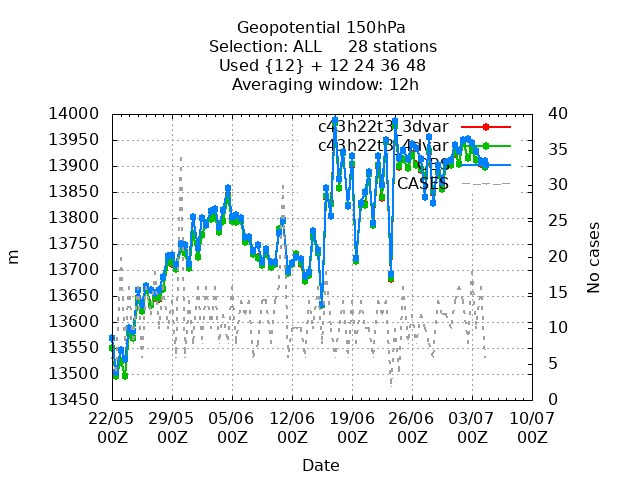 Geopotential 150hPa
Selection: ALL 28 stations
Used {12} + 12 24 36 48
Averaging window: 12h
14000
13950
13900
13850
13800
13750
13700
13650
13600
13550
13500
13450
m
40
35
30
25
20
15
10
5
0
No cases
c43h22t3_3dvar
c43h22t3_4dvar
CASES
22/05 29/05 05/06 12/06 19/06 26/06 03/07 10/07
00Z 00Z 00Z 00Z 00Z 00Z 00Z 00Z
Date